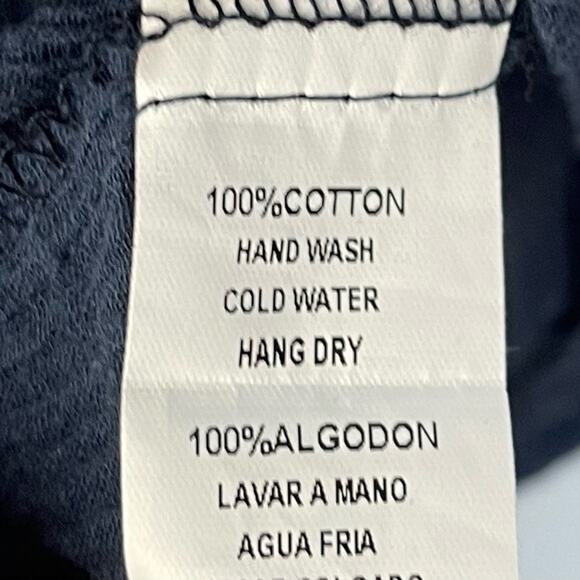 100%COTTON
HAND WASH
COLD WATER
HANG DRY
100%ALGODON
LAVAR A MANO
AGUA FRIA